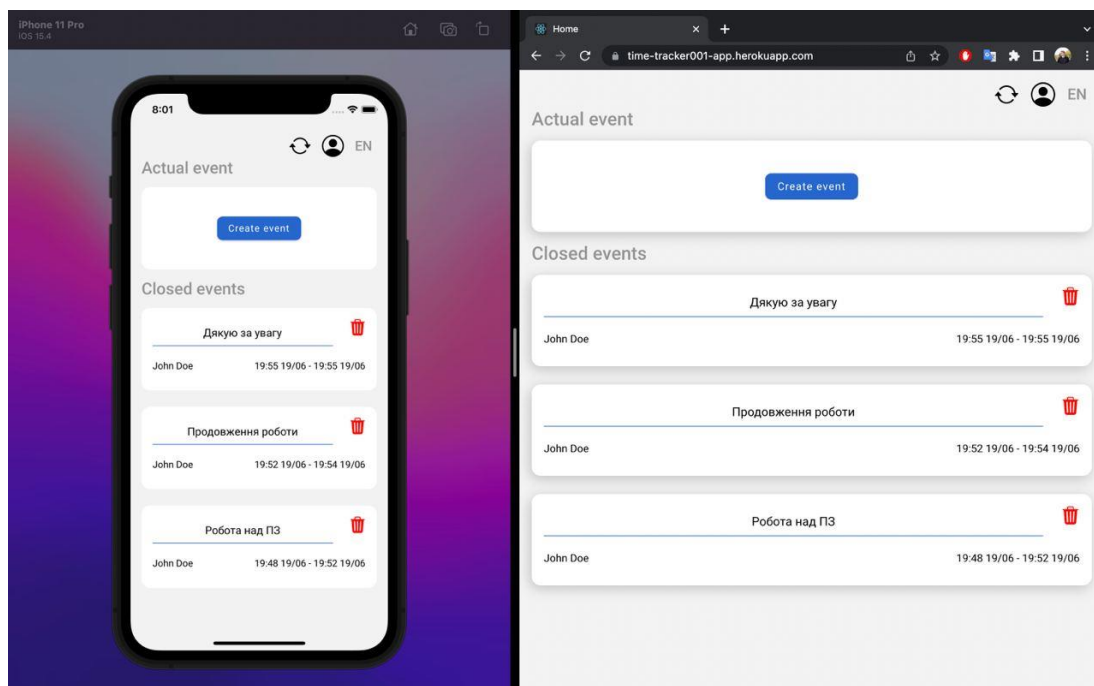 iPhone 11 Pro
iOS 15.4
8:01
EN
Actual event
Create event
Closed events
Дякую за увагу
John Doe 19:55 19/06 - 19:55 19/06
Продовження роботи
John Doe 19:52 19/06 - 19:54 19/06
Робота над ПЗ
John Doe 19:48 19/06 - 19:52 19/06
Home
time-tracker001-app.herokuapp.com
EN
Actual event
Create event
Closed events
Дякую за увагу
John Doe 19:55 19/06 - 19:55 19/06
Продовження роботи
John Doe 19:52 19/06 - 19:54 19/06
Робота над ПЗ
John Doe 19:48 19/06 - 19:52 19/06